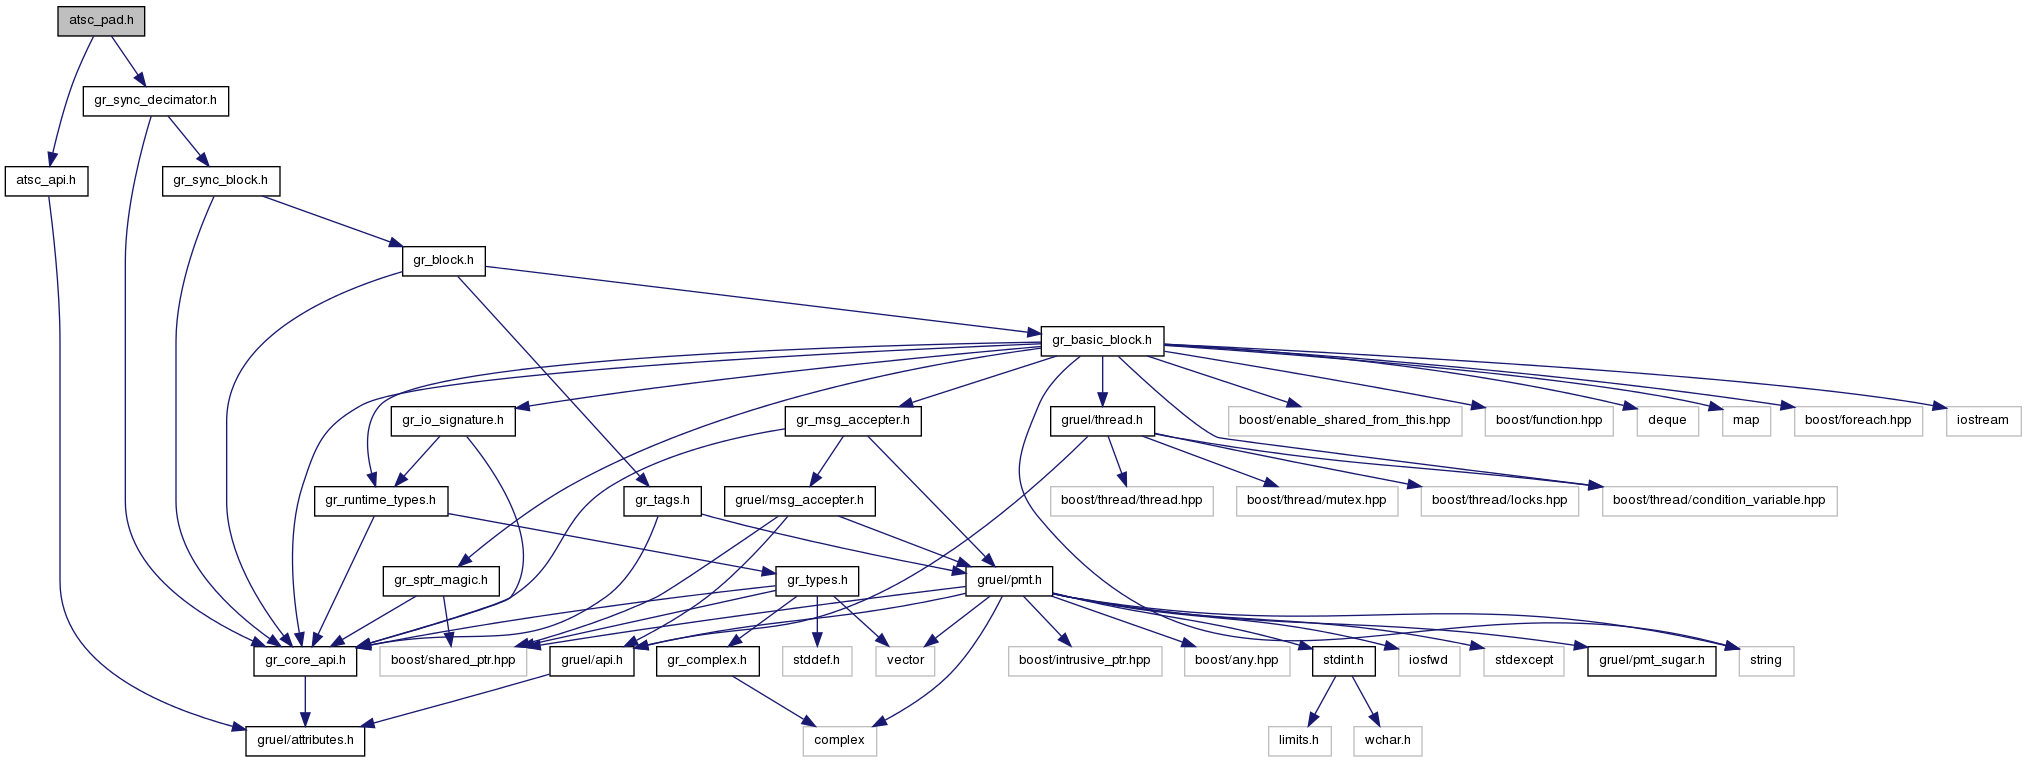 atsc_pad.h
gr_sync_decimator.h
atsc_api.h
gr_sync_block.h
gr_block.h
gr_basic_block.h
gr_io_signature.h
gr_msg_accepter.h
gruel/thread.h
boost/enable_shared_from_this.hpp
boost/function.hpp
deque
map
boost/foreach.hpp
iostream
gr_runtime_types.h
gr_tags.h
gruel/msg_accepter.h
boost/thread/thread.hpp
boost/thread/mutex.hpp
boost/thread/locks.hpp
boost/thread/condition_variable.hpp
gr_sptr_magic.h
gr_types.h
gruel/pmt.h
gr_core_api.h
boost/shared_ptr.hpp
gruel/api.h
gr_complex.h
stddef.h
vector
boost/intrusive_ptr.hpp
boost/any.hpp
stdint.h
iosfwd
stdexcept
gruel/pmt_sugar.h
string
gruel/attributes.h
complex
limits.h
wchar.h